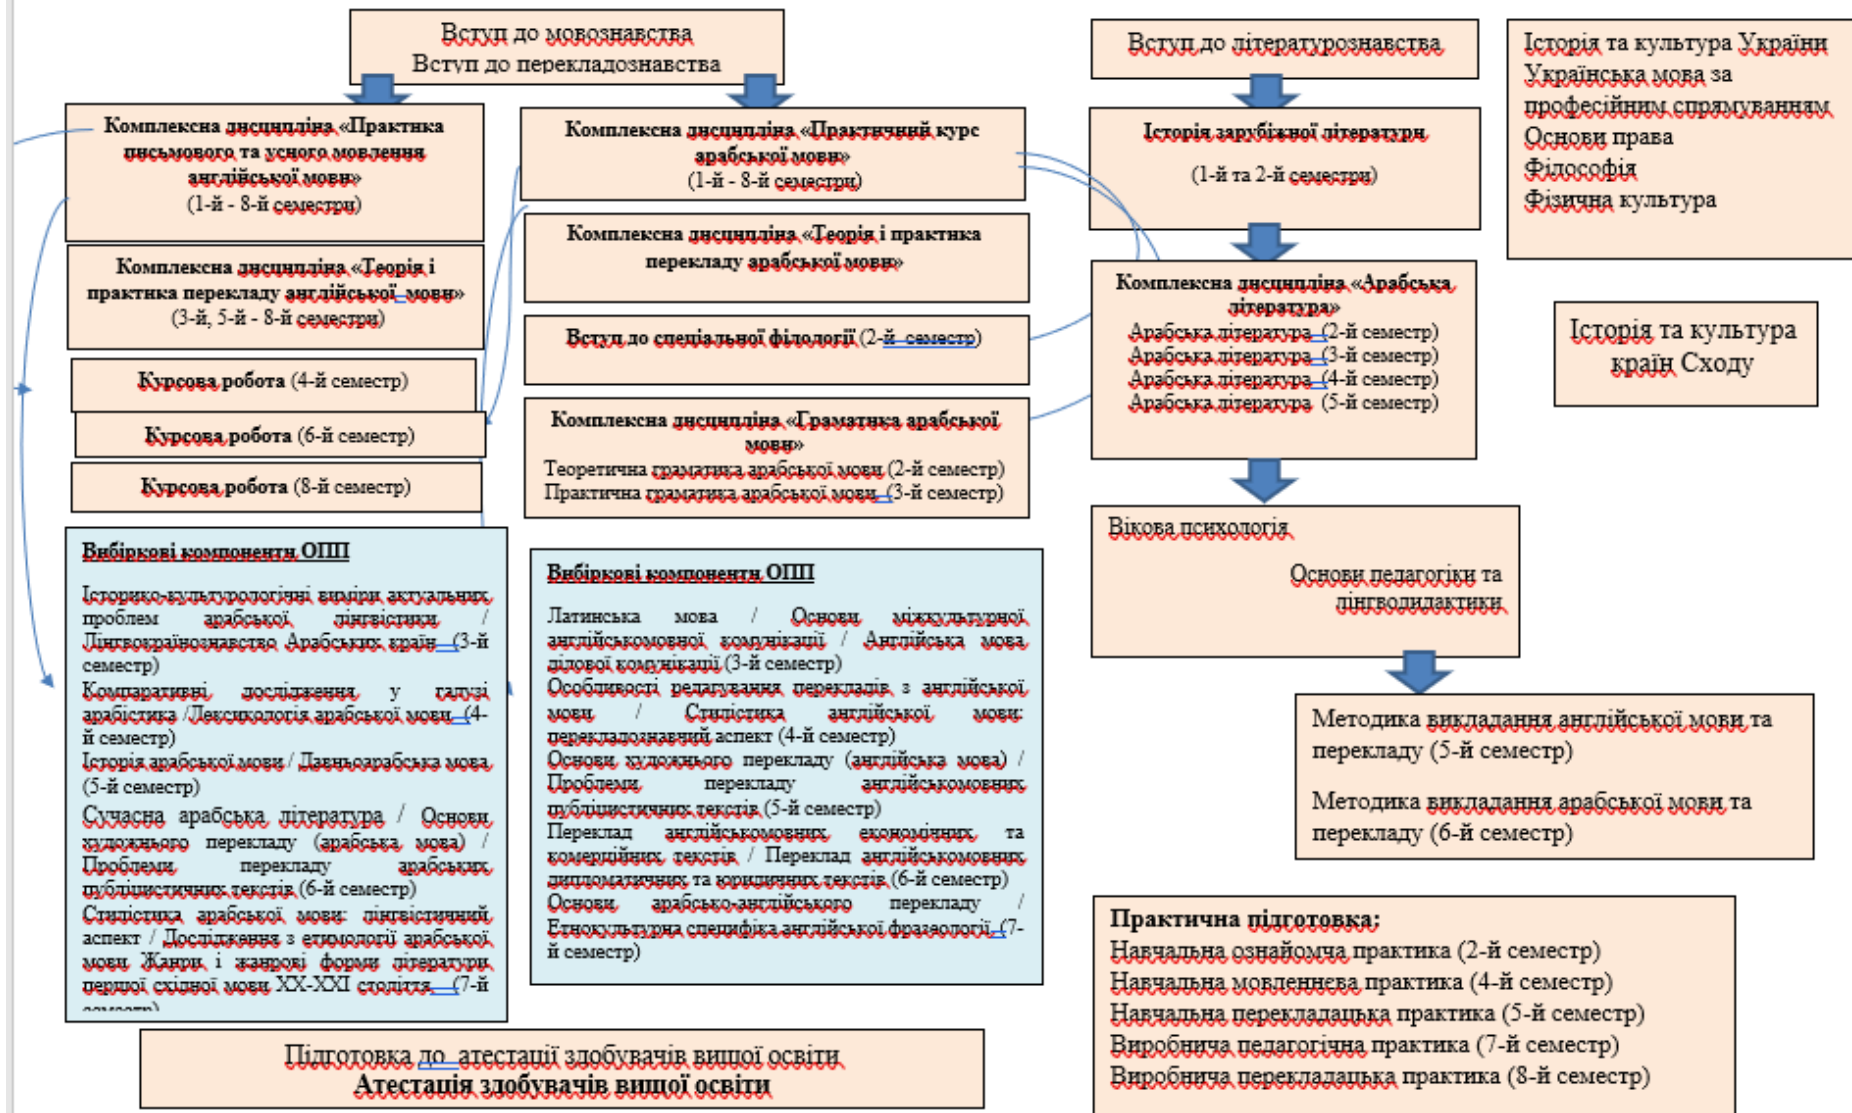 Вступ до мовознавства
Вступ до перекладознавства
Комплексна дисципліна «Практика
письмового та усного мовлення
англійської мови»
(1-й - 8-й семестри)
Комплексна дисципліна «Теорія і
практика перекладу англійської мови»
(3-й, 5-й - 8-й семестри)
Курсова робота (4-й семестр)
Курсова робота (6-й семестр)
Курсова робота (8-й семестр)
Комплексна дисципліна «Практичний курс
арабської мови»
(1-й - 8-й семестри)
Комплексна дисципліна «Теорія і практика
перекладу арабської мови»
Вступ до спеціальної філології (2-й семестр)
Комплексна дисципліна «Граматика арабської
мови»
Теоретична граматика арабської мови (2-й семестр)
Практична граматика арабської мови (3-й семестр)
Вступ до літературознавства
Історія зарубіжної літератури
(1-й та 2-й семестри)
Комплексна дисципліна «Арабська
література»
Арабська література (2-й семестр)
Арабська література (3-й семестр)
Арабська література (4-й семестр)
Арабська література (5-й семестр)
Історія та культура України
Українська мова за
професійним спрямуванням
Основи права
Філософія
Фізична культура
Історія та культура
країн Сходу
Вибіркові компоненти ОПП
Історико-культурологічні виміри актуальних
проблем арабської лінгвістики /
Лінгвокраїнознавство Арабських країн (3-й
семестр)
Компаративні дослідження у галузі
арабістика /Лексикологія арабської мови (4-
й семестр)
Історія арабської мови / Давньоарабська мова
(5-й семестр)
Сучасна арабська література / Основи
художнього перекладу (арабська мова) /
Проблеми перекладу арабських
публіцистичних текстів (6-й семестр)
Стилістика арабської мови: лінгвістичний
аспект / Дослідження з етимології арабської
мови Жанри і жанрові форми літератури
першої східної мови ХХ-ХХІ століття (7-й
семестр)
Вибіркові компоненти ОПП
Латинська мова / Основи міжкультурної
англійськомовної комунікації / Англійська мова
ділової комунікації (3-й семестр)
Особливості редагування перекладів з англійської
мови / Стилістика англійської мови:
перекладознавчий аспект (4-й семестр)
Основи художнього перекладу (англійська мова) /
Проблеми перекладу англійськомовних
публіцистичних текстів (5-й семестр)
Переклад англійськомовних економічних та
комерційних текстів / Переклад англійськомовних
дипломатичних та юридичних текстів (6-й семестр)
Основи арабсько-англійського перекладу /
Етнокультурна специфіка англійської фразеології (7-
й семестр)
Вікова психологія
Основи педагогіки та
лінгводидактики
Методика викладання англійської мови та
перекладу (5-й семестр)
Методика викладання арабської мови та
перекладу (6-й семестр)
Практична підготовка:
Навчальна ознайомча практика (2-й семестр)
Навчальна мовленнєва практика (4-й семестр)
Навчальна перекладацька практика (5-й семестр)
Виробнича педагогічна практика (7-й семестр)
Виробнича перекладацька практика (8-й семестр)
Підготовка до атестації здобувачів вищої освіти
Атестація здобувачів вищої освіти